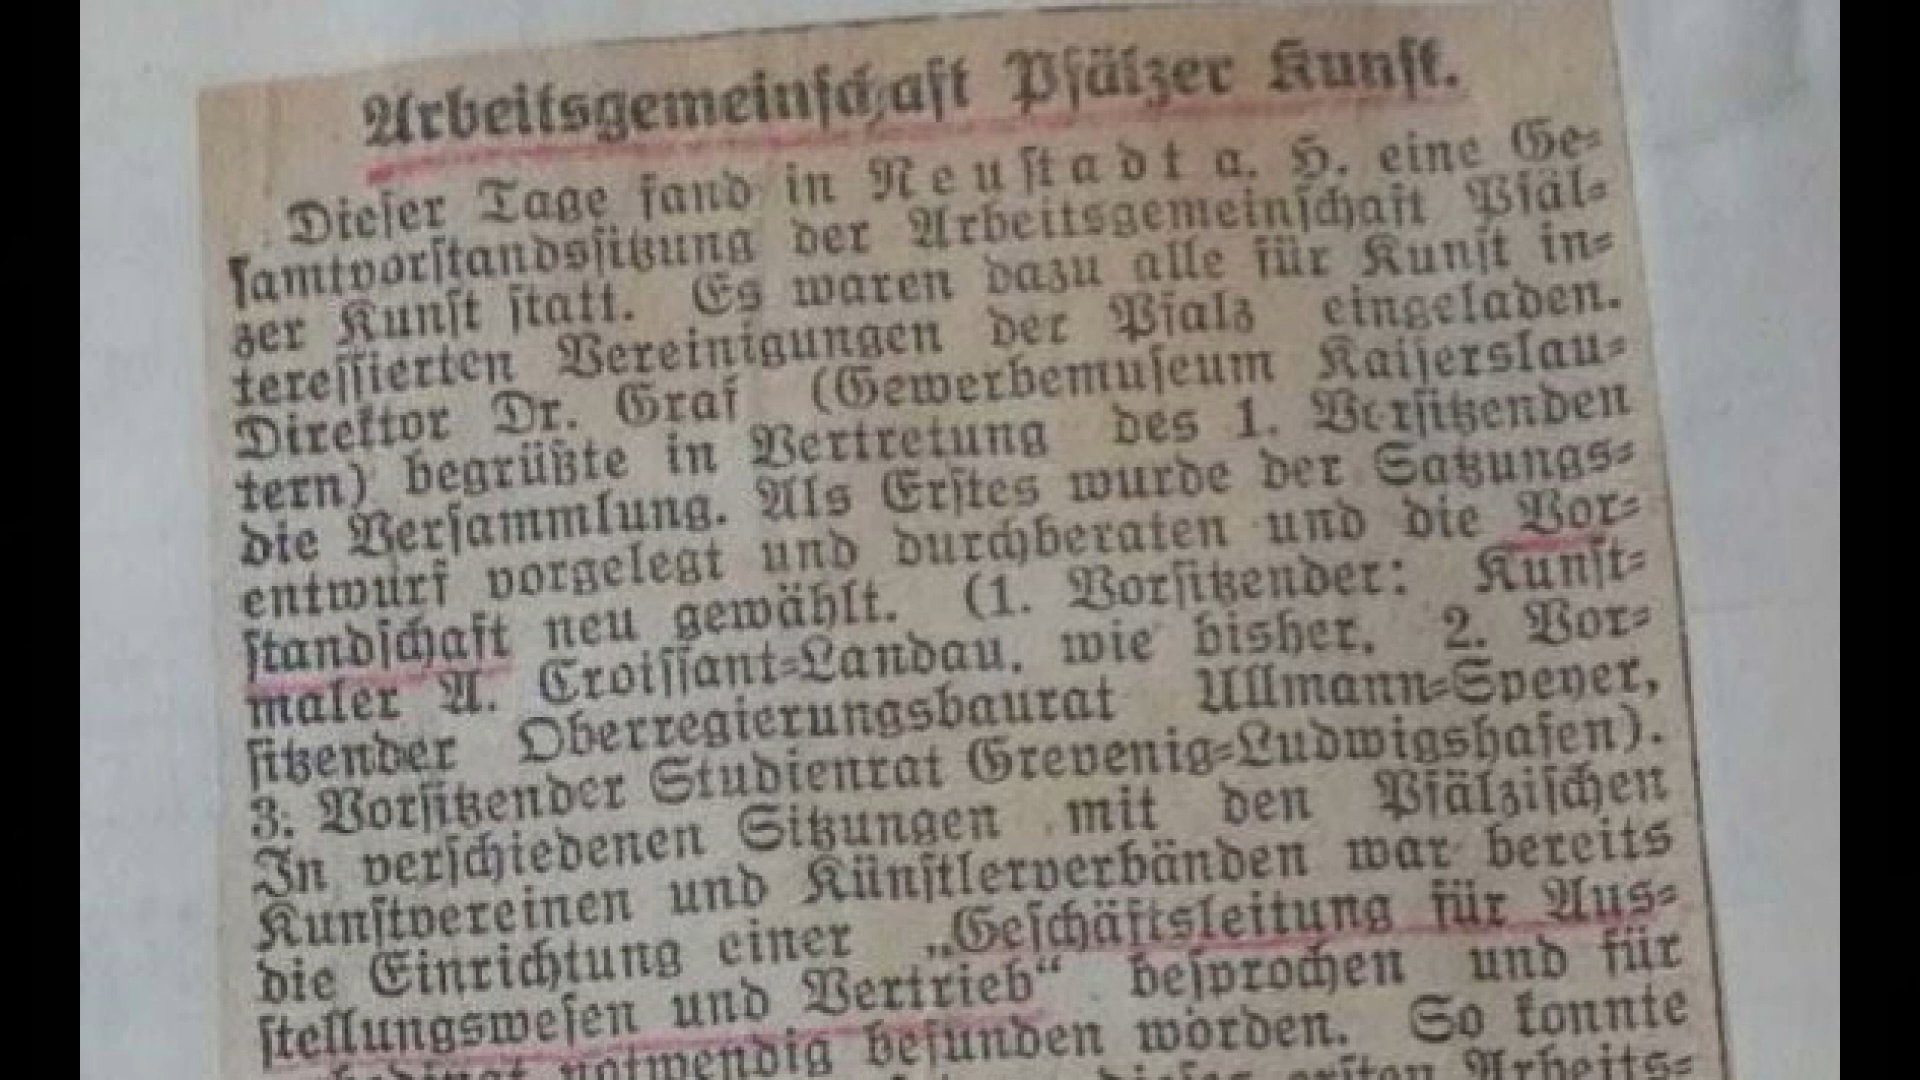 Arbeitsgemeinschaft Pfälzer Kunst.
Dieser Tage fand in Neustadt a. H. eine Ge-
samtvorstandssitzung der Arbeitsgemeinschaft Pfäl-
zer Kunst statt. Es waren dazu alle für Kunst in-
teressierten Vereinigungen der Pfalz eingeladen.
Direktor Dr. Graf (Gewerbemuseum Kaiserslau-
tern) begrüßte in Vertretung des 1. Vorsitzenden
die Versammlung. Als Erstes wurde der Satzungs-
entwurf vorgelegt und durchberaten und die Vor-
standschaft neu gewählt. (1. Vorsitzender: Kunst-
maler A. Croissant-Landau, wie bisher, 2. Vor-
sitzender Oberregierungsbaurat Ullmann-Speyer,
3. Vorsitzender Studienrat Grevenig-Ludwigshafen).
In verschiedenen Sitzungen mit den Pfälzischen
Kunstvereinen und Künstlerverbänden war bereits
die Einrichtung einer „Geschäftsleitung für Aus-
stellungswesen und Vertrieb“ besprochen und für
notwendig befunden worden. So konnte
dieses ersten Arbeits-